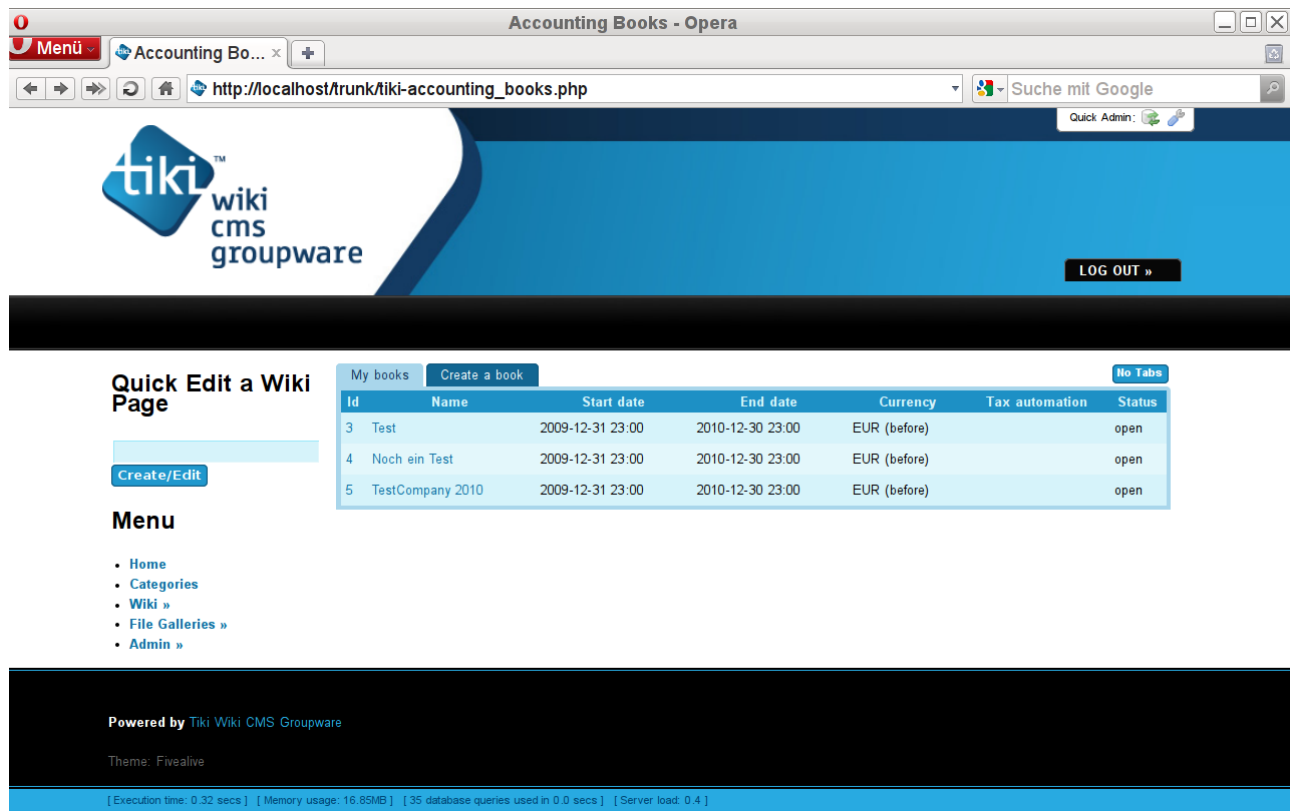 Accounting Books - Opera
Menü
Accounting Bo...
http://localhost/trunk/tiki-accounting_books.php
Suche mit Google
Quick Admin:
tiki™
wiki
cms
groupware
LOG OUT »
Quick Edit a Wiki
Page
Create/Edit
Menu
• Home
• Categories
• Wiki »
• File Galleries »
• Admin »
My books Create a book No Tabs
Id Name Start date End date Currency Tax automation Status
3 Test 2009-12-31 23:00 2010-12-30 23:00 EUR (before) open
4 Noch ein Test 2009-12-31 23:00 2010-12-30 23:00 EUR (before) open
5 TestCompany 2010 2009-12-31 23:00 2010-12-30 23:00 EUR (before) open
Powered by Tiki Wiki CMS Groupware
Theme: Fivealive
[ Execution time: 0.32 secs ] [ Memory usage: 16.85MB ] [ 35 database queries used in 0.0 secs ] [ Server load: 0.4 ]